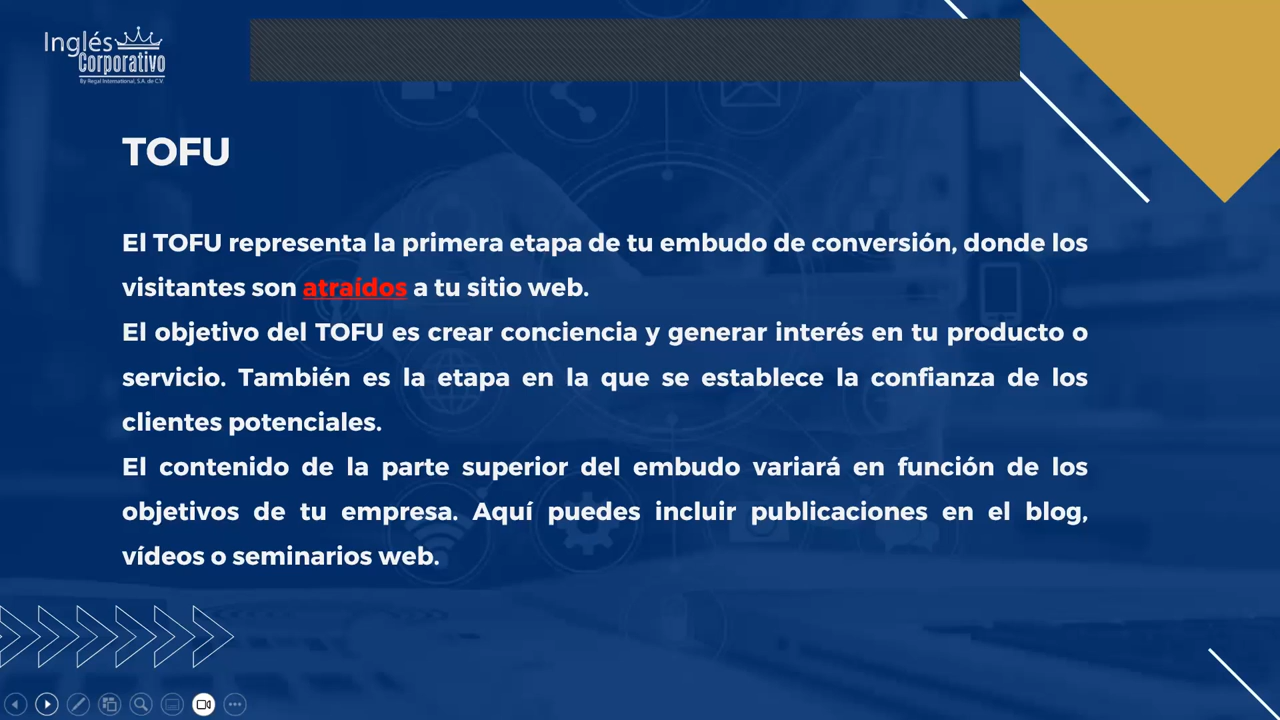 Inglés
Corporativo
By Regal International, S.A. de C.V.
TOFU
El TOFU representa la primera etapa de tu embudo de conversión, donde los
visitantes son atraídos a tu sitio web.
El objetivo del TOFU es crear conciencia y generar interés en tu producto o
servicio. También es la etapa en la que se establece la confianza de los
clientes potenciales.
El contenido de la parte superior del embudo variará en función de los
objetivos de tu empresa. Aquí puedes incluir publicaciones en el blog,
vídeos o seminarios web.